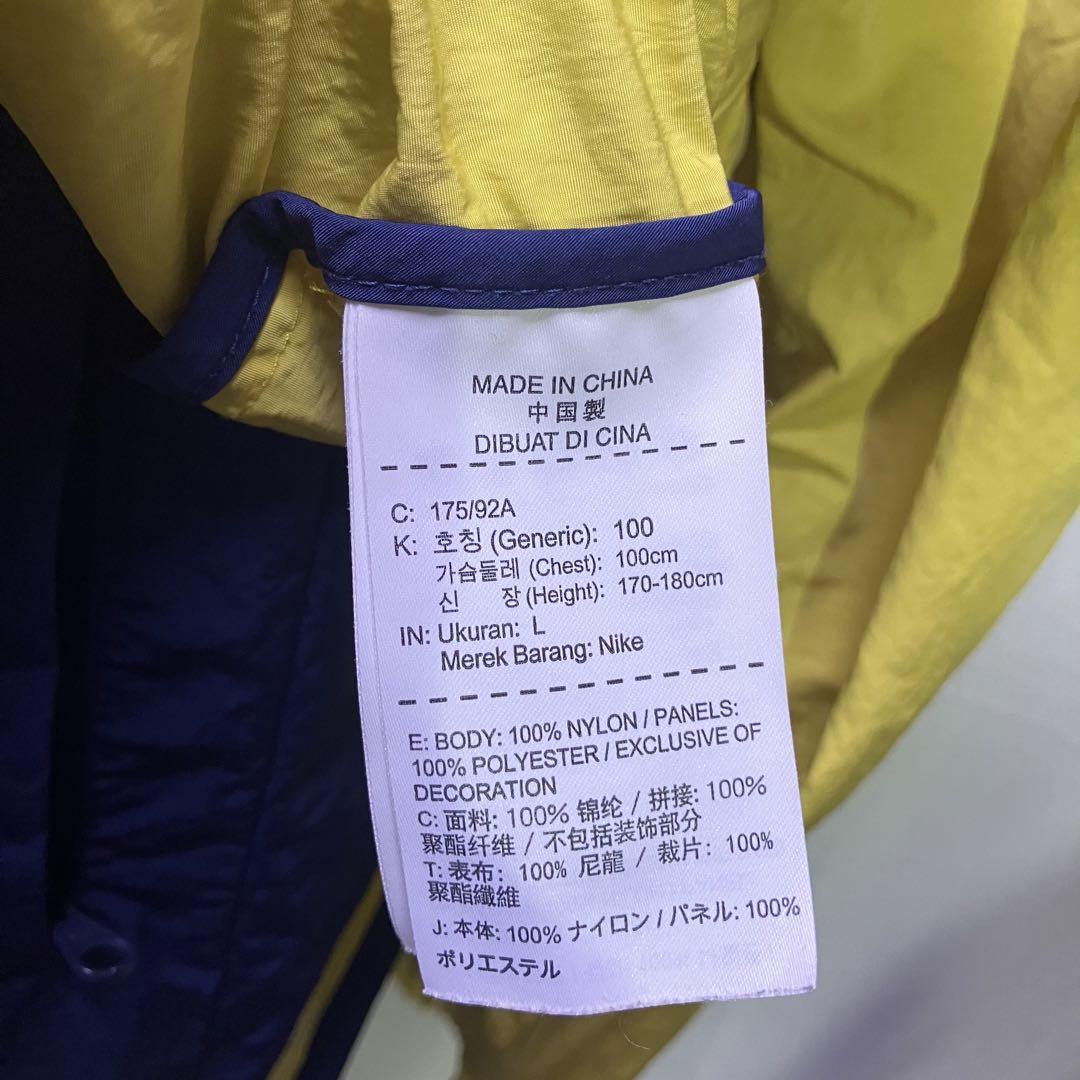 MADE IN CHINA
中国製
DIBUAT DI CINA
C: 175/92A
K: 호칭 (Generic): 100
가슴둘레 (Chest): 100cm
신 장 (Height): 170-180cm
IN: Ukuran: L
Merek Barang: Nike
E: BODY: 100% NYLON / PANELS:
100% POLYESTER / EXCLUSIVE OF
DECORATION
C: 面料: 100% 锦纶 / 拼接: 100%
聚酯纤维 / 不包括装饰部分
T: 表布: 100% 尼龍 / 裁片: 100%
聚酯纖維
J: 本体: 100% ナイロン / パネル: 100%
ポリエステル